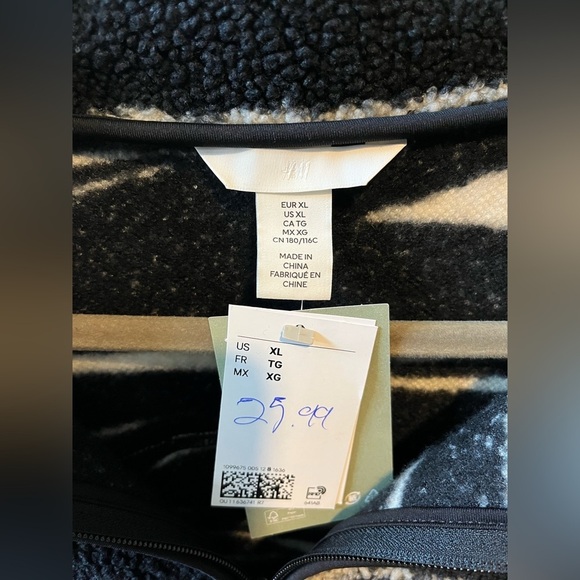 H&M
EUR XL
US XL
CA TG
MX XG
CN 180/116C
MADE IN
CHINA
FABRIQUÉ EN
CHINE
US XL
FR TG
MX XG
25.99